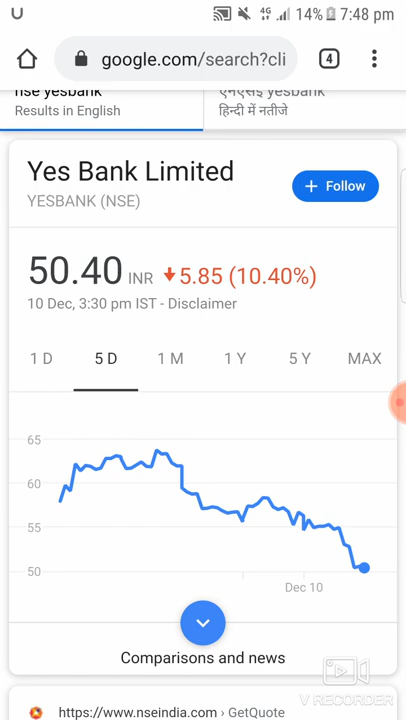 U 4G 14% 7:48 pm
google.com/search?cli 4
nse yesbank
Results in English
एनएसई yesbank
हिन्दी में नतीजे
Yes Bank Limited
YESBANK (NSE)
+ Follow
50.40 INR 5.85 (10.40%)
10 Dec, 3:30 pm IST - Disclaimer
1 D 5 D 1 M 1 Y 5 Y MAX
65
60
55
50
Dec 10
Comparisons and news
V RECORDER
https://www.nseindia.com › GetQuote